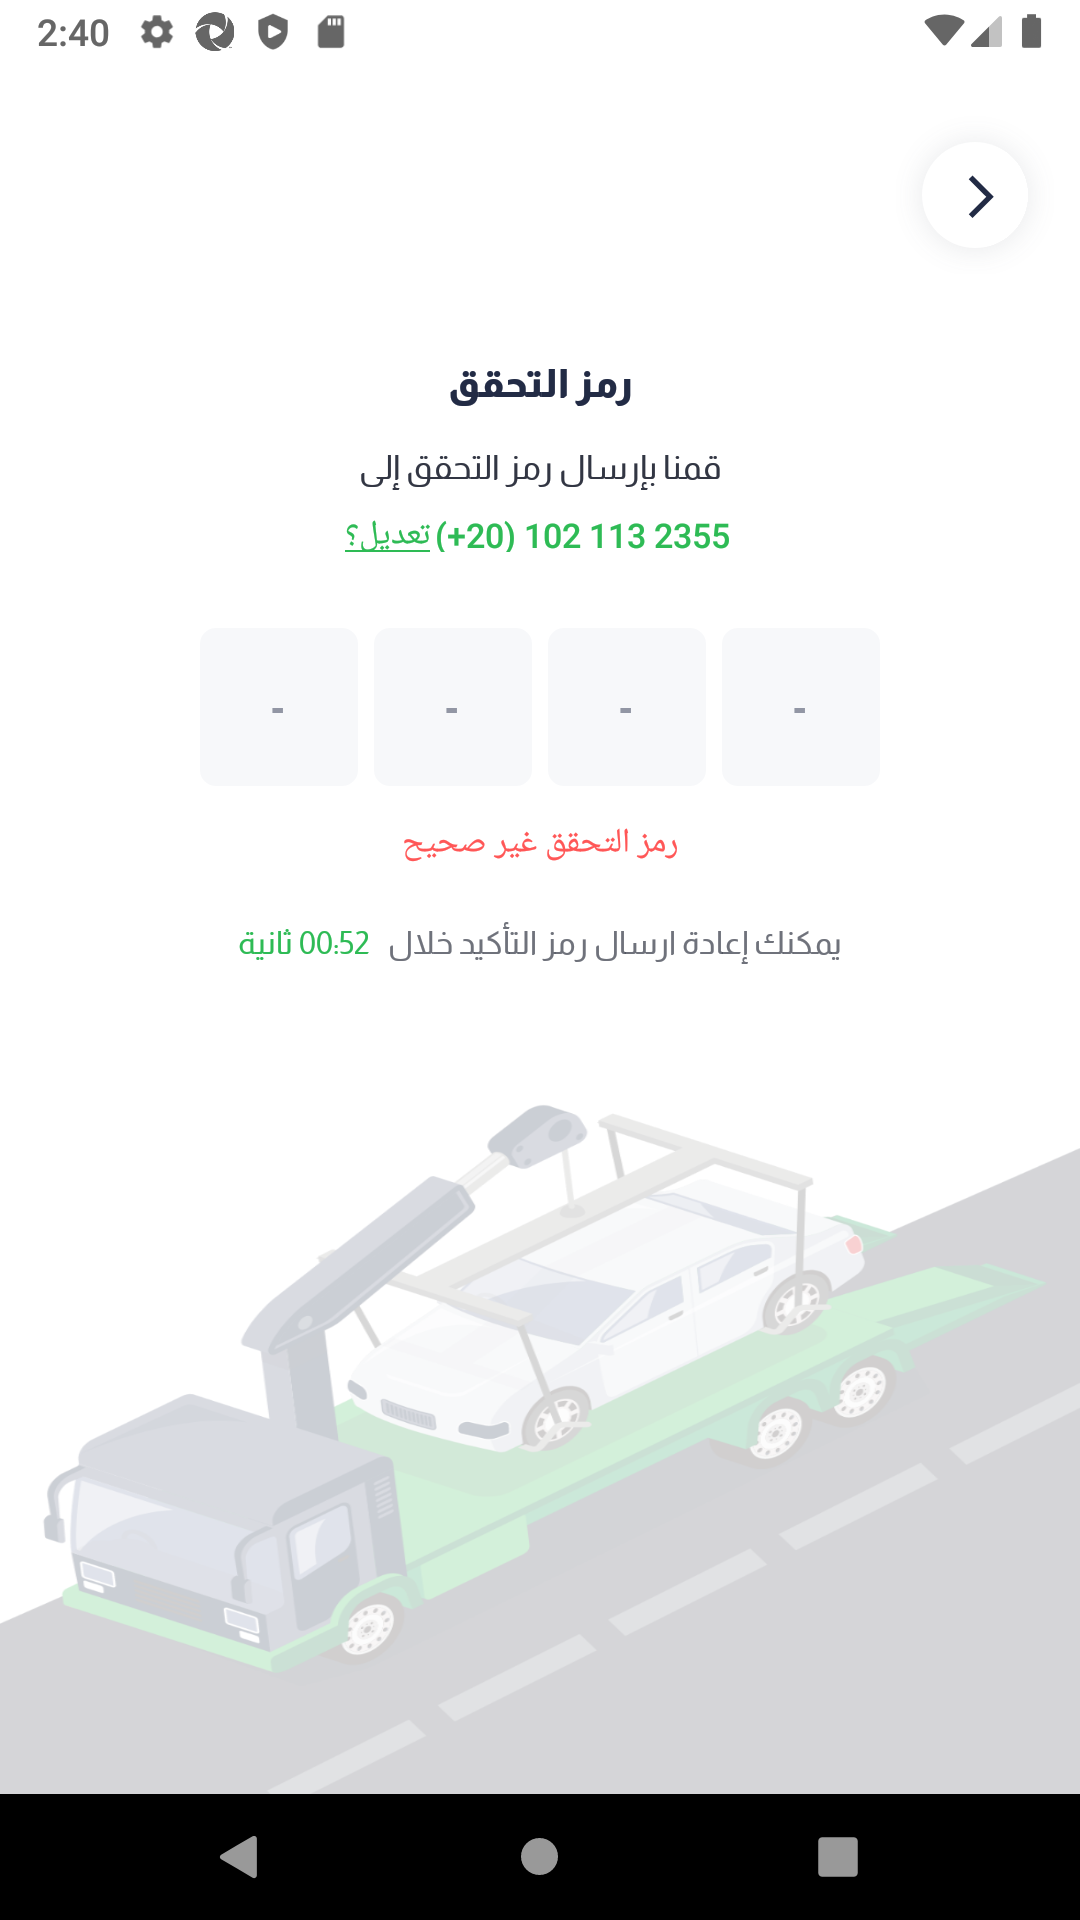 2:40
رمز التحقق
قمنا بإرسال رمز التحقق إلى
(+20) 102 113 2355 تعديل؟
- - - -
رمز التحقق غير صحيح
يمكنك إعادة ارسال رمز التأكيد خلال 00:52 ثانية